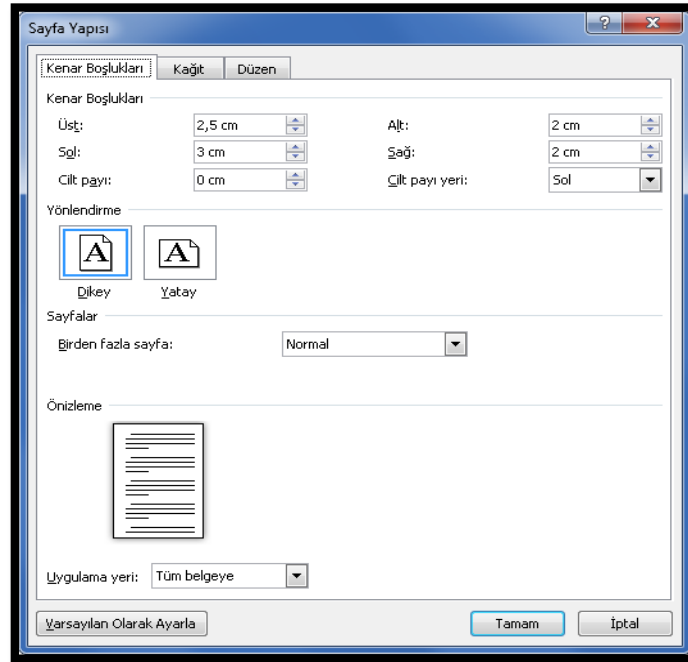 Sayfa Yapısı
Kenar Boşlukları Kağıt Düzen
Kenar Boşlukları
Üst: 2,5 cm Alt: 2 cm
Sol: 3 cm Sağ: 2 cm
Cilt payı: 0 cm Cilt payı yeri: Sol
Yönlendirme
A A
Dikey Yatay
Sayfalar
Birden fazla sayfa: Normal
Önizleme
Uygulama yeri: Tüm belgeye
Varsayılan Olarak Ayarla Tamam İptal